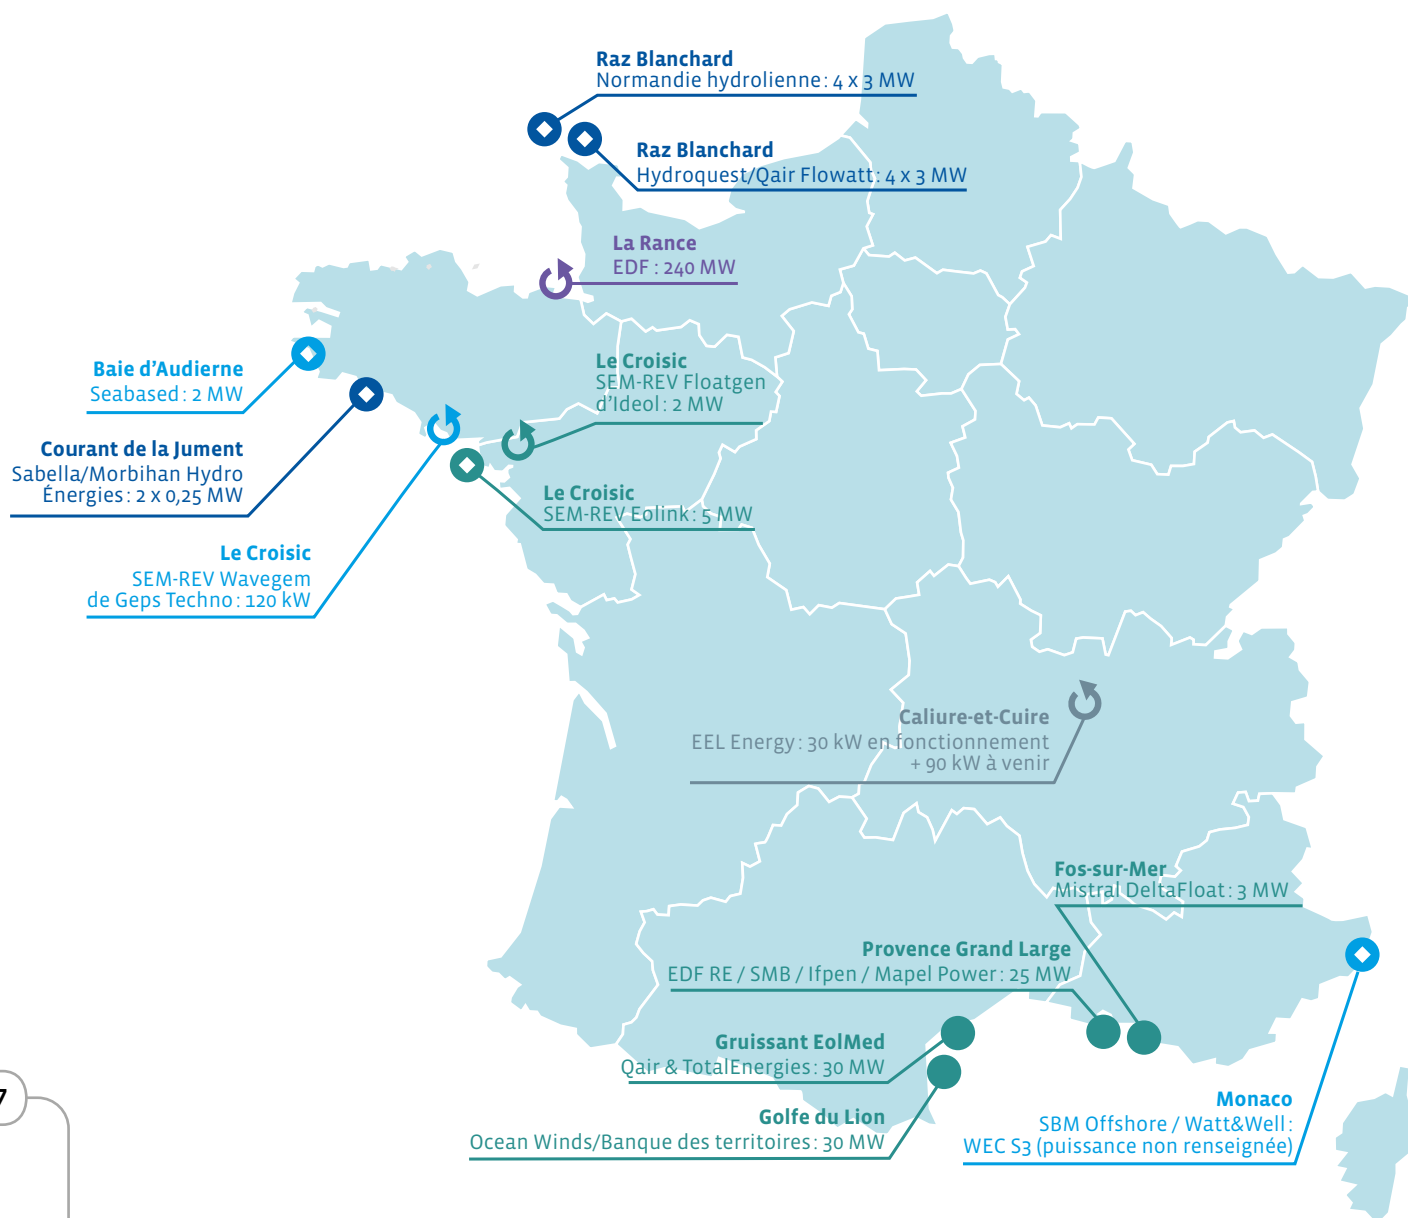 Raz Blanchard
Normandie hydrolienne : 4 x 3 MW
Raz Blanchard
Hydroquest/Qair Flowatt : 4 x 3 MW
La Rance
EDF : 240 MW
Baie d'Audierne
Seabased : 2 MW
Le Croisic
SEM-REV Floatgen
d'Ideol : 2 MW
Courant de la Jument
Sabella/Morbihan Hydro
Énergies : 2 x 0,25 MW
Le Croisic
SEM-REV Eolink : 5 MW
Le Croisic
SEM-REV Wavegem
de Geps Techno : 120 kW
Caliure-et-Cuire
EEL Energy : 30 kW en fonctionnement
+ 90 kW à venir
Fos-sur-Mer
Mistral DeltaFloat : 3 MW
Provence Grand Large
EDF RE / SMB / Ifpen / Mapel Power : 25 MW
Gruissant EolMed
Qair & TotalEnergies : 30 MW
Golfe du Lion
Ocean Winds/Banque des territoires : 30 MW
Monaco
SBM Offshore / Watt&Well :
WEC S3 (puissance non renseignée)
7